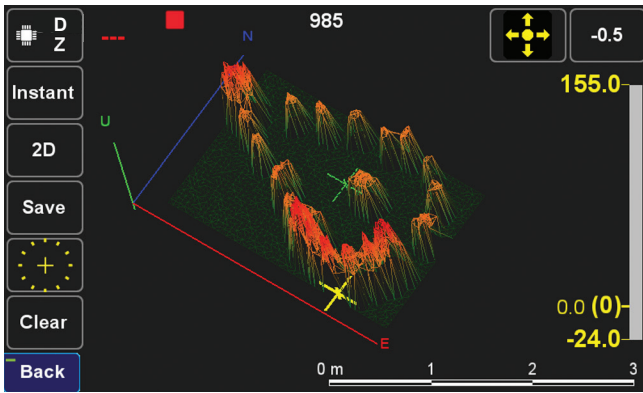 D
Z
---
985
-0.5
N
Instant
155.0
U
2D
Save
Clear
0.0 (0)
-24.0
E
Back
0 m 1 2 3